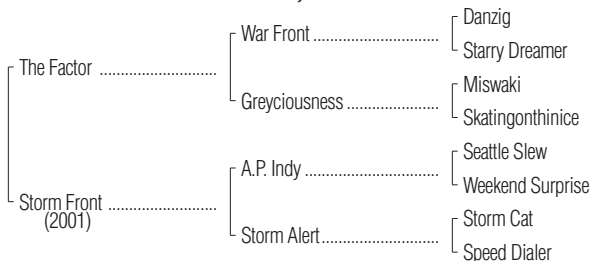 Danzig
War Front
Starry Dreamer
The Factor
Miswaki
Greyciousness
Skatingonthinice
Seattle Slew
A.P. Indy
Weekend Surprise
Storm Front
(2001)
Storm Cat
Storm Alert
Speed Dialer